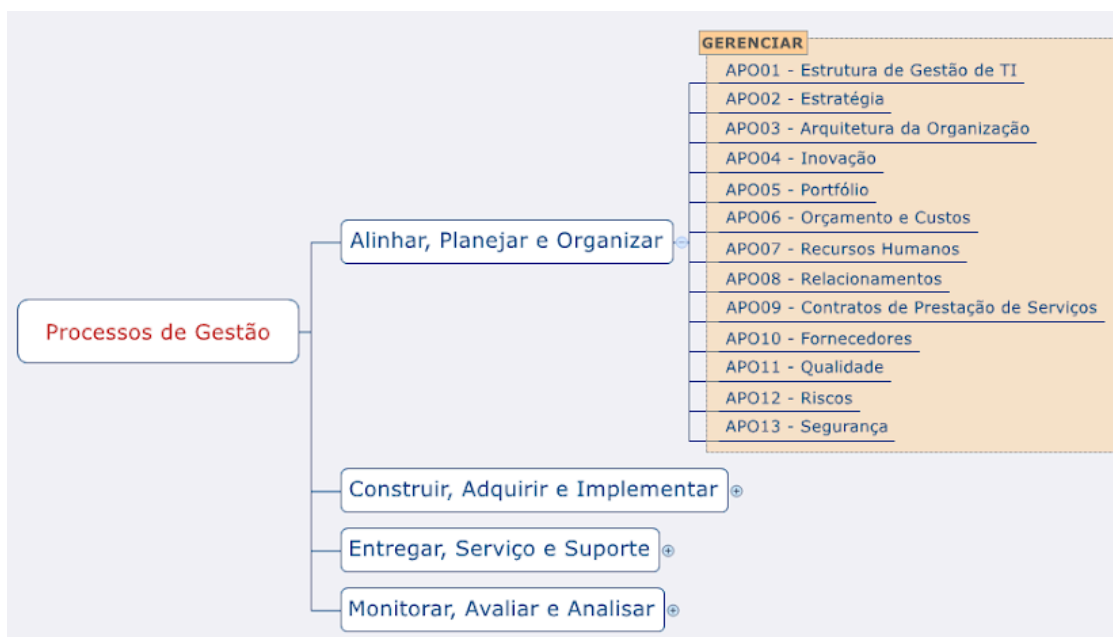 GERENCIAR
APO01 - Estrutura de Gestão de TI
APO02 - Estratégia
APO03 - Arquitetura da Organização
APO04 - Inovação
APO05 - Portfólio
APO06 - Orçamento e Custos
APO07 - Recursos Humanos
APO08 - Relacionamentos
APO09 - Contratos de Prestação de Serviços
APO10 - Fornecedores
APO11 - Qualidade
APO12 - Riscos
APO13 - Segurança
Alinhar, Planejar e Organizar
Processos de Gestão
Construir, Adquirir e Implementar
Entregar, Serviço e Suporte
Monitorar, Avaliar e Analisar